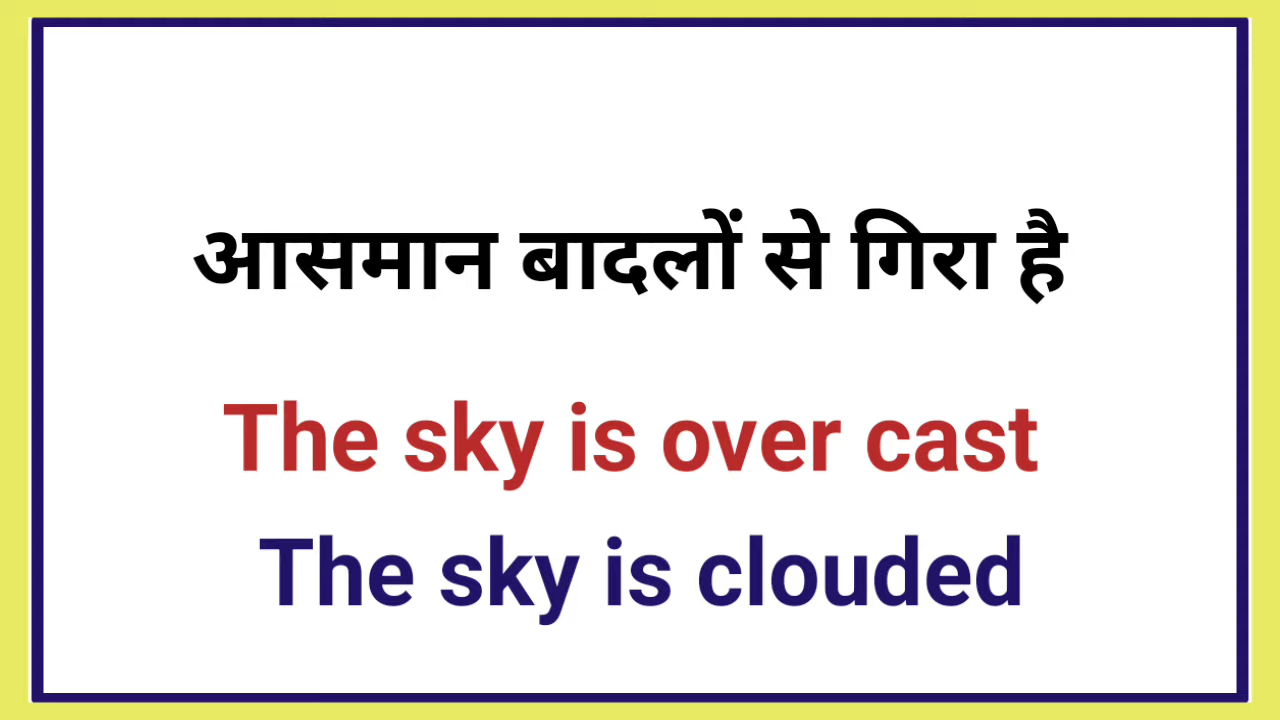 आसमान बादलों से गिरा है
The sky is over cast
The sky is clouded